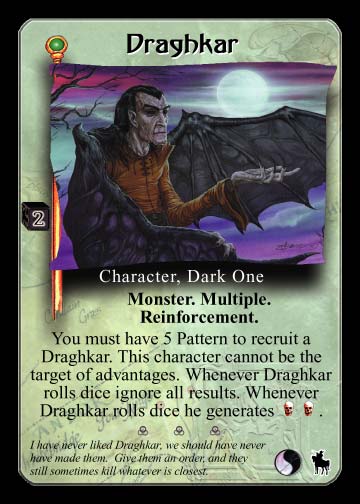 Draghkar
2
Character, Dark One
Monster. Multiple.
Reinforcement.
You must have 5 Pattern to recruit a
Draghkar. This character cannot be the
target of advantages. Whenever Draghkar
rolls dice ignore all results. Whenever
Draghkar rolls dice he generates .
I have never liked Draghkar, we should have never
have made them. Give them an order, and they
still sometimes kill whatever is closest.